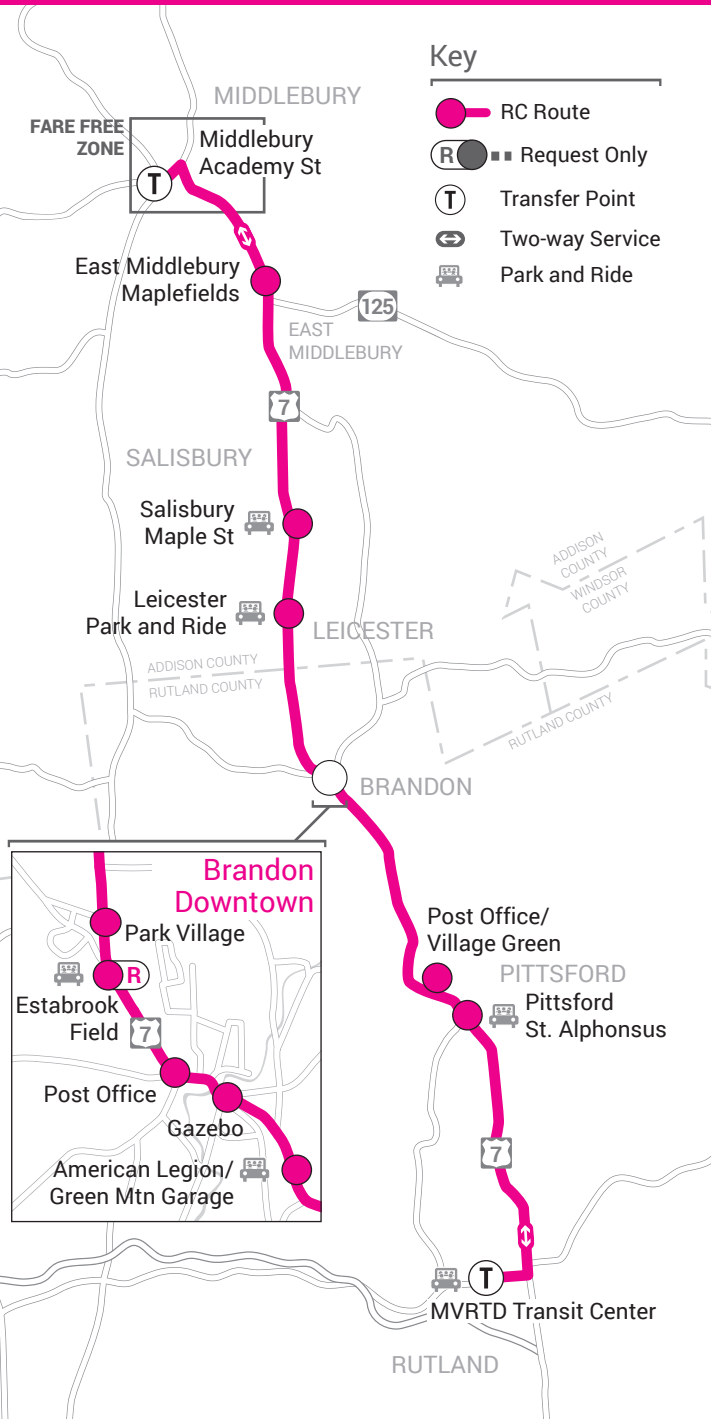 Key
RC Route
R Request Only
T Transfer Point
Two-way Service
Park and Ride
MIDDLEBURY
FARE FREE
ZONE
Middlebury
Academy St
T
East Middlebury
Maplefields
125
EAST
MIDDLEBURY
7
SALISBURY
Salisbury
Maple St
Leicester
Park and Ride
LEICESTER
ADDISON
COUNTY
WINDSOR
COUNTY
ADDISON COUNTY
RUTLAND COUNTY
RUTLAND COUNTY
BRANDON
Brandon
Downtown
Park Village
R
Estabrook
Field
7
Post Office
Gazebo
American Legion/
Green Mtn Garage
Post Office/
Village Green
PITTSFORD
Pittsford
St. Alphonsus
7
T
MVRTD Transit Center
RUTLAND